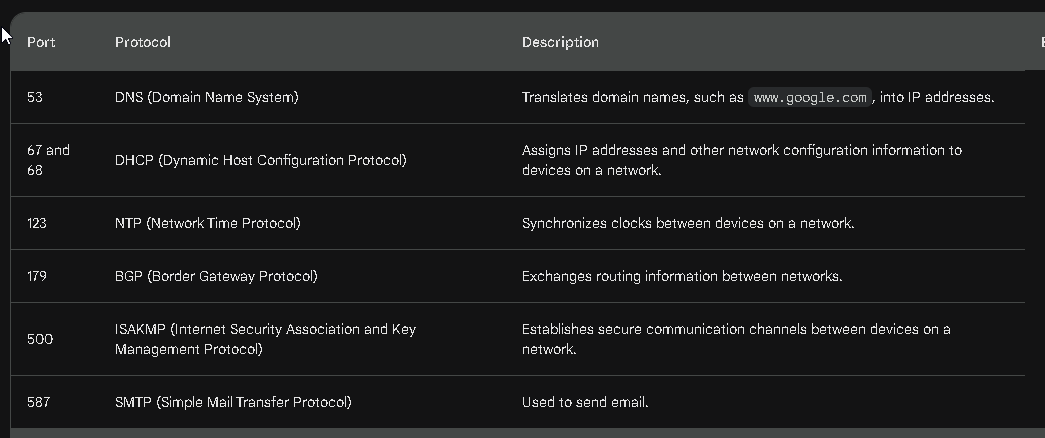 Port Protocol Description
53 DNS (Domain Name System) Translates domain names, such as www.google.com, into IP addresses.
67 and
68
DHCP (Dynamic Host Configuration Protocol)
Assigns IP addresses and other network configuration information to
devices on a network.
123 NTP (Network Time Protocol) Synchronizes clocks between devices on a network.
179 BGP (Border Gateway Protocol) Exchanges routing information between networks.
500
ISAKMP (Internet Security Association and Key
Management Protocol)
Establishes secure communication channels between devices on a
network.
587 SMTP (Simple Mail Transfer Protocol) Used to send email.